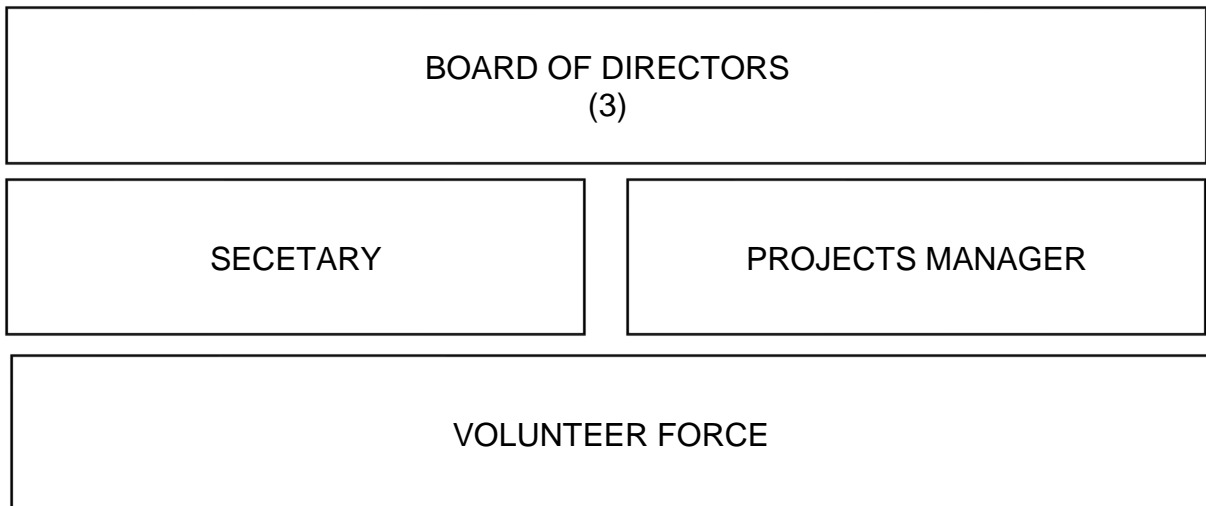 BOARD OF DIRECTORS
(3)
SECETARY
PROJECTS MANAGER
VOLUNTEER FORCE